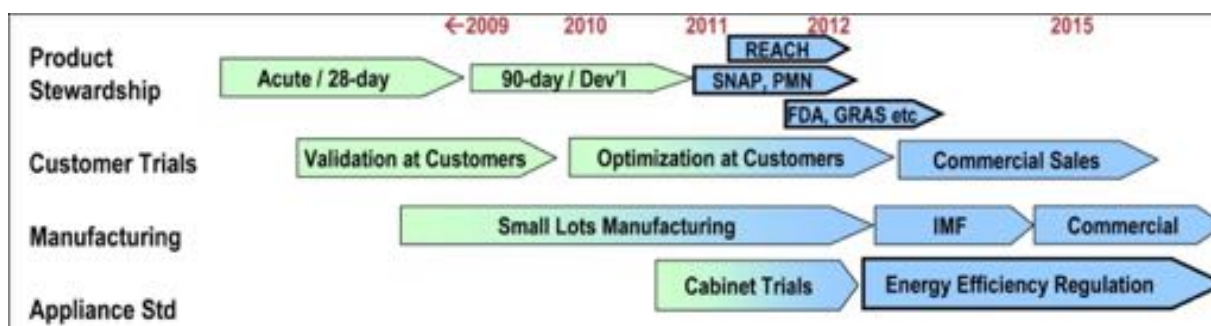 ←2009 2010 2011 2012 2015
Product
Stewardship
REACH
Acute / 28-day 90-day / Dev'l SNAP, PMN
FDA, GRAS etc
Customer Trials Validation at Customers Optimization at Customers Commercial Sales
Manufacturing Small Lots Manufacturing IMF Commercial
Appliance Std Cabinet Trials Energy Efficiency Regulation